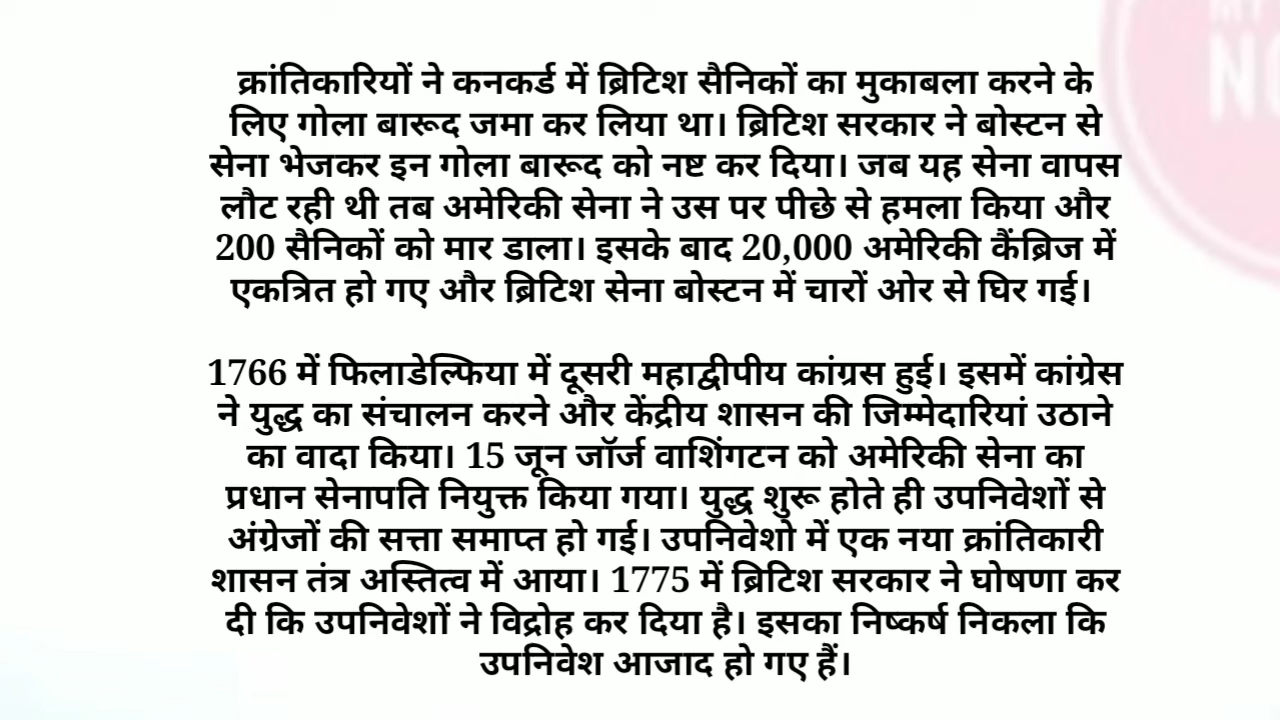 क्रांतिकारियों ने कनकर्ड में ब्रिटिश सैनिकों का मुकाबला करने के
लिए गोला बारूद जमा कर लिया था। ब्रिटिश सरकार ने बोस्टन से
सेना भेजकर इन गोला बारूद को नष्ट कर दिया। जब यह सेना वापस
लौट रही थी तब अमेरिकी सेना ने उस पर पीछे से हमला किया और
200 सैनिकों को मार डाला। इसके बाद 20,000 अमेरिकी कैंब्रिज में
एकत्रित हो गए और ब्रिटिश सेना बोस्टन में चारों ओर से घिर गई।
1766 में फिलाडेल्फिया में दूसरी महाद्वीपीय कांग्रस हुई। इसमें कांग्रेस
ने युद्ध का संचालन करने और केंद्रीय शासन की जिम्मेदारियां उठाने
का वादा किया। 15 जून जॉर्ज वाशिंगटन को अमेरिकी सेना का
प्रधान सेनापति नियुक्त किया गया। युद्ध शुरू होते ही उपनिवेशों से
अंग्रेजों की सत्ता समाप्त हो गई। उपनिवेशो में एक नया क्रांतिकारी
शासन तंत्र अस्तित्व में आया। 1775 में ब्रिटिश सरकार ने घोषणा कर
दी कि उपनिवेशों ने विद्रोह कर दिया है। इसका निष्कर्ष निकला कि
उपनिवेश आजाद हो गए हैं।